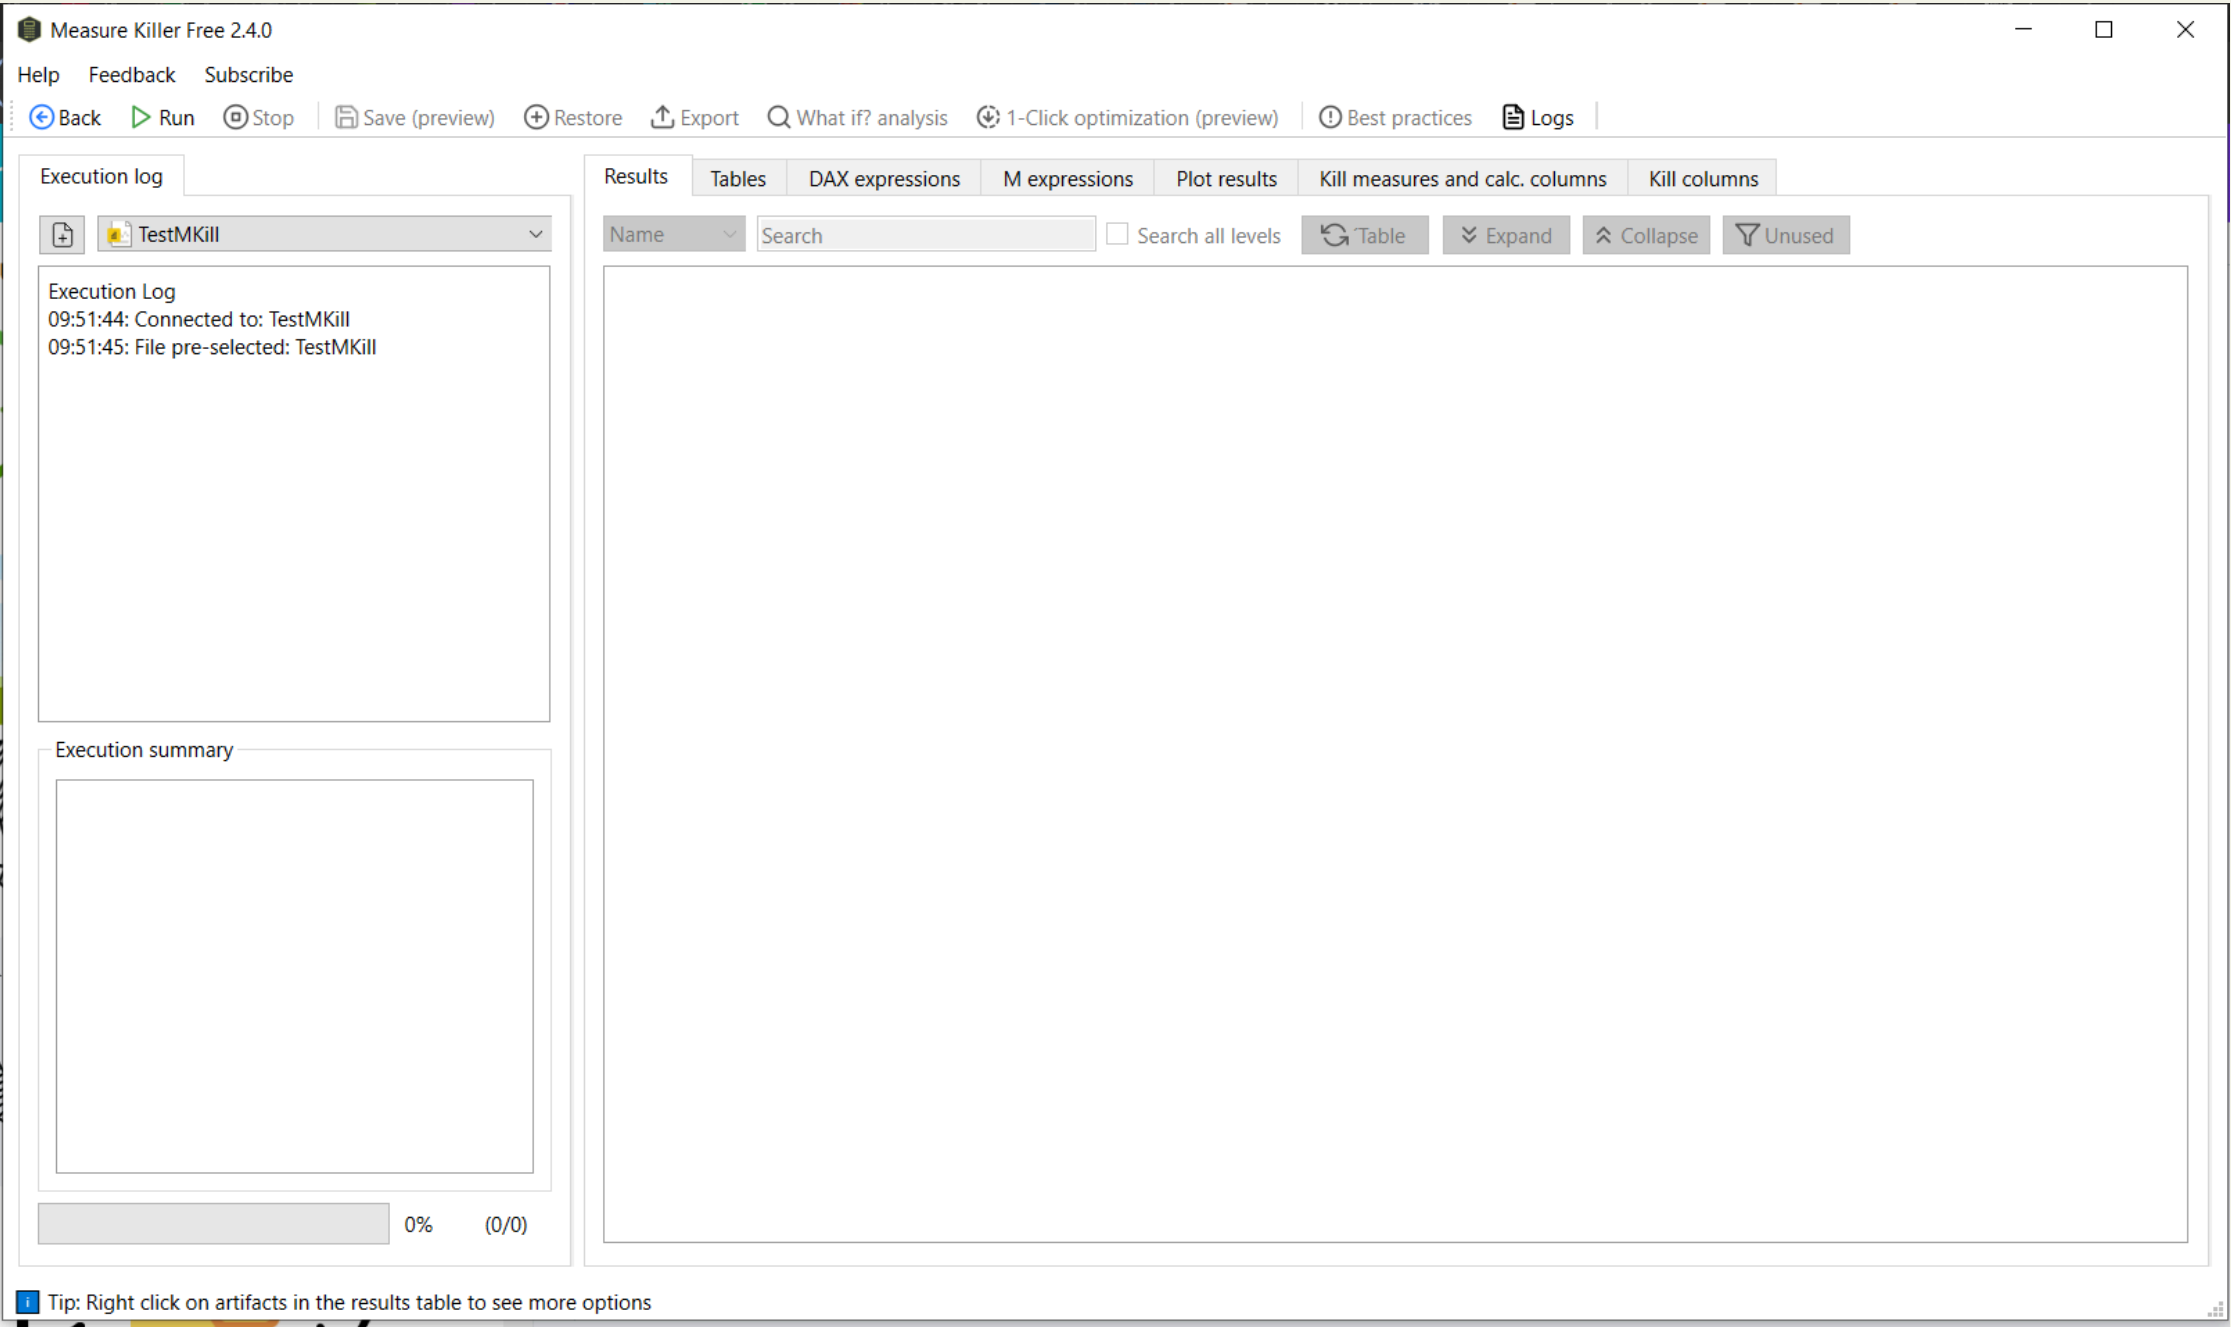 Measure Killer Free 2.4.0
Help Feedback Subscribe
Back Run Stop Save (preview) Restore Export What if? analysis 1-Click optimization (preview) Best practices Logs
Execution log
Results Tables DAX expressions M expressions Plot results Kill measures and calc. columns Kill columns
TestMKill
Name Search Search all levels Table Expand Collapse Unused
Execution Log
09:51:44: Connected to: TestMKill
09:51:45: File pre-selected: TestMKill
Execution summary
0% (0/0)
Tip: Right click on artifacts in the results table to see more options